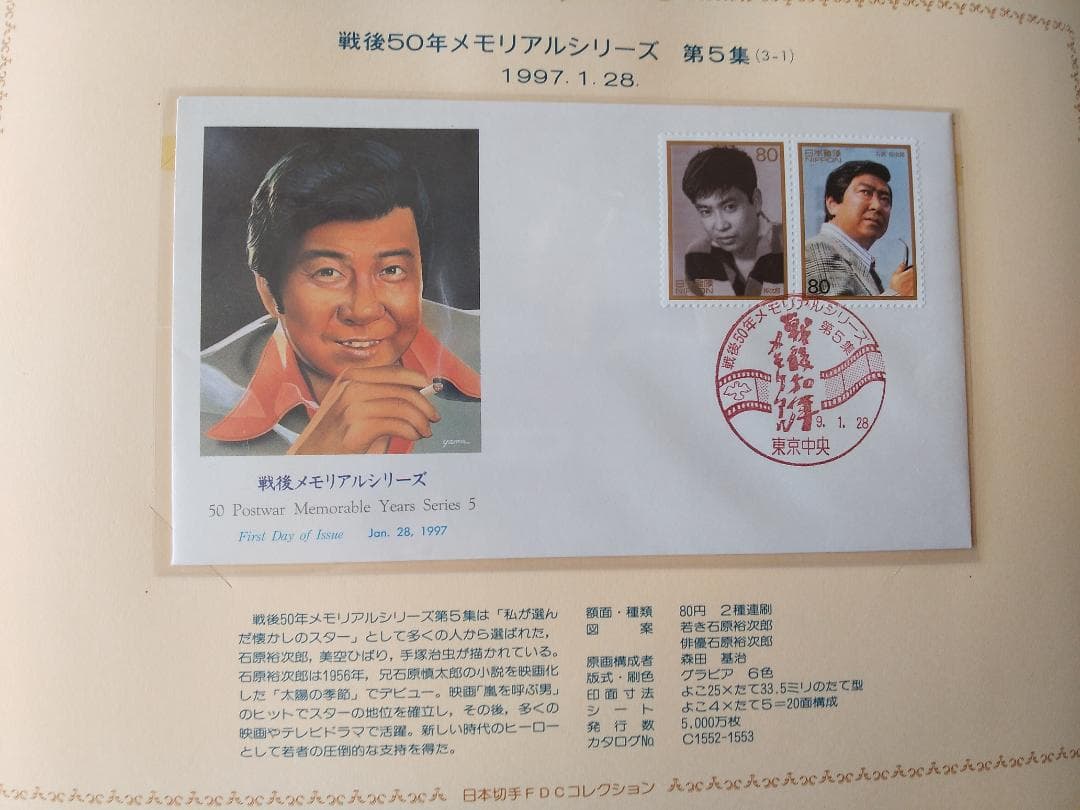 戦後50年メモリアルシリーズ 第5集(3-1)
1997.1.28.
yama
戦後メモリアルシリーズ
50 Postwar Memorable Years Series 5
First Day of Issue Jan. 28, 1997
80
日本郵便
NIPPON
日本郵便
NIPPON
80
戦後50年メモリアルシリーズ 第5集
戦後50年
メモリアル
9.1.28
東京中央
戦後50年メモリアルシリーズ第5集は「私が選ん
だ懐かしのスター」として多くの人から選ばれた,
石原裕次郎,美空ひばり,手塚治虫が描かれている。
石原裕次郎は1956年,兄石原慎太郎の小説を映画化
した「太陽の季節」でデビュー。映画「嵐を呼ぶ男」
のヒットでスターの地位を確立し,その後,多くの
映画やテレビドラマで活躍。新しい時代のヒーロー
として若者の圧倒的な支持を得た。
額面・種類 80円 2種連刷
図案 若き石原裕次郎
俳優石原裕次郎
原画構成者 森田 基治
版式・刷色 グラビア 6色
印面寸法 よこ25×たて33.5ミリのたて型
シート よこ4×たて5=20面構成
発行数 5,000万枚
カタログ№ C1552-1553
日本切手FDCコレクション